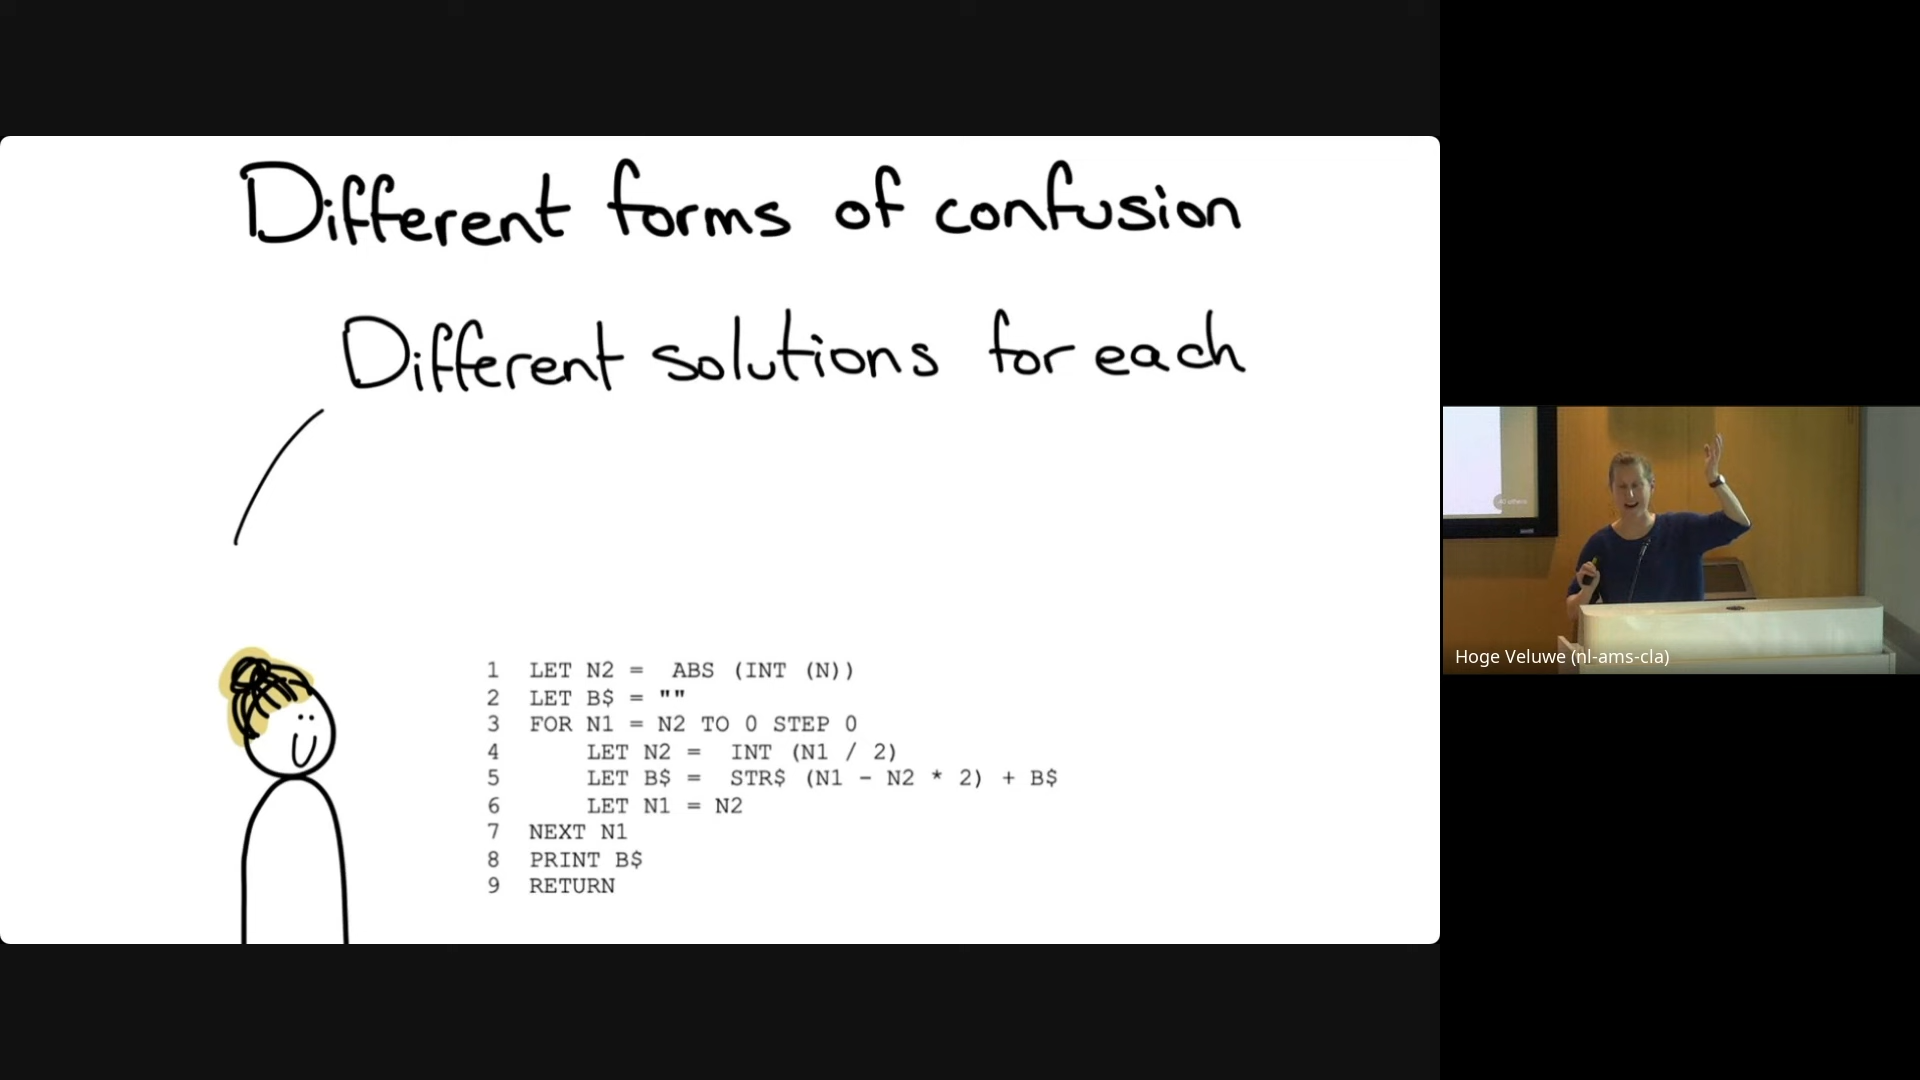 Different forms of confusion
Different solutions for each
1 LET N2 = ABS (INT (N))
2 LET B$ = ""
3 FOR N1 = N2 TO 0 STEP 0
4 LET N2 = INT (N1 / 2)
5 LET B$ = STR$ (N1 - N2 * 2) + B$
6 LET N1 = N2
7 NEXT N1
8 PRINT B$
9 RETURN
Hoge Veluwe (nl-ams-cla)